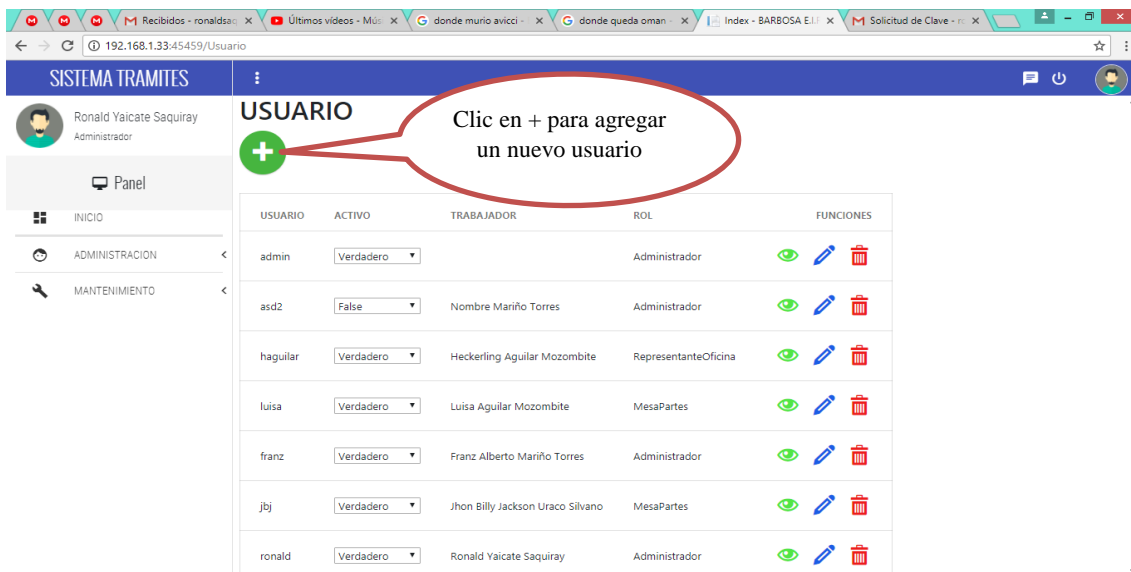 Recibidos - ronaldsaq
Últimos vídeos - Músi
donde murio avicci -
donde queda oman -
Index - BARBOSA E.I.
Solicitud de Clave - ro
192.168.1.33:45459/Usuario
SISTEMA TRAMITES
Ronald Yaicate Saquiray
Administrador
Panel
INICIO
ADMINISTRACION
MANTENIMIENTO
USUARIO
Clic en + para agregar
un nuevo usuario
USUARIO ACTIVO TRABAJADOR ROL FUNCIONES
admin Verdadero Administrador
asd2 False Nombre Mariño Torres Administrador
haguilar Verdadero Heckerling Aguilar Mozombite RepresentanteOficina
luisa Verdadero Luisa Aguilar Mozombite MesaPartes
franz Verdadero Franz Alberto Mariño Torres Administrador
jbj Verdadero Jhon Billy Jackson Uraco Silvano MesaPartes
ronald Verdadero Ronald Yaicate Saquiray Administrador